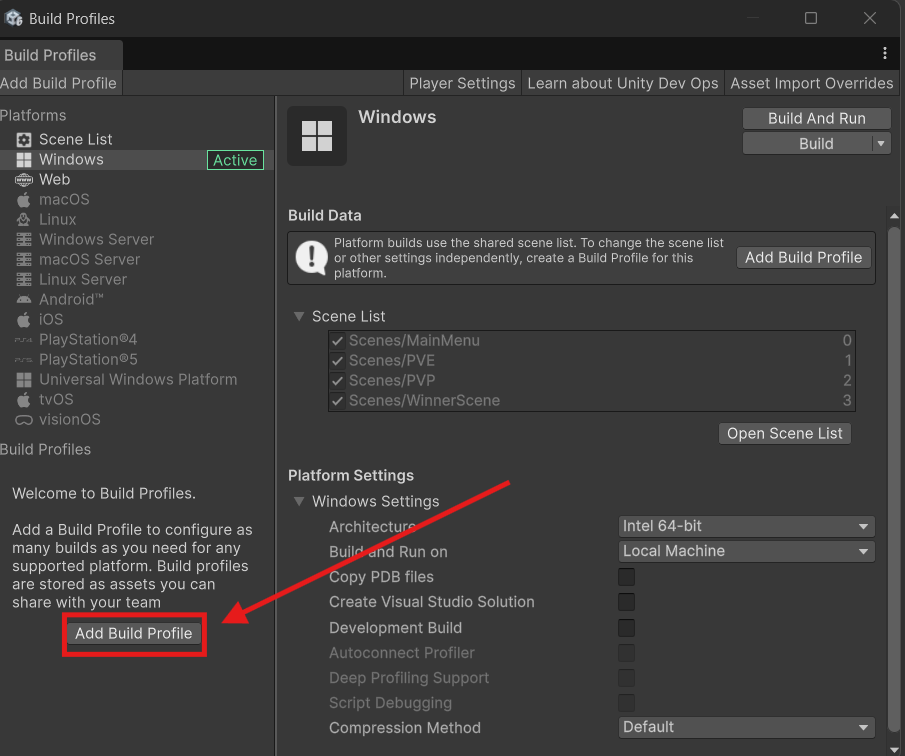 Build Profiles
Build Profiles
Add Build Profile
Player Settings
Learn about Unity Dev Ops
Asset Import Overrides
Platforms
Scene List
Windows
Active
Web
macOS
Linux
Windows Server
macOS Server
Linux Server
Android™
iOS
PlayStation®4
PlayStation®5
Universal Windows Platform
tvOS
visionOS
Build Profiles
Welcome to Build Profiles.
Add a Build Profile to configure as
many builds as you need for any
supported platform. Build profiles
are stored as assets you can
share with your team
Add Build Profile
Windows
Build And Run
Build
Build Data
Platform builds use the shared scene list. To change the scene list
or other settings independently, create a Build Profile for this
platform.
Add Build Profile
Scene List
Scenes/MainMenu 0
Scenes/PVE 1
Scenes/PVP 2
Scenes/WinnerScene 3
Open Scene List
Platform Settings
Windows Settings
Architecture Intel 64-bit
Build and Run on Local Machine
Copy PDB files
Create Visual Studio Solution
Development Build
Autoconnect Profiler
Deep Profiling Support
Script Debugging
Compression Method Default